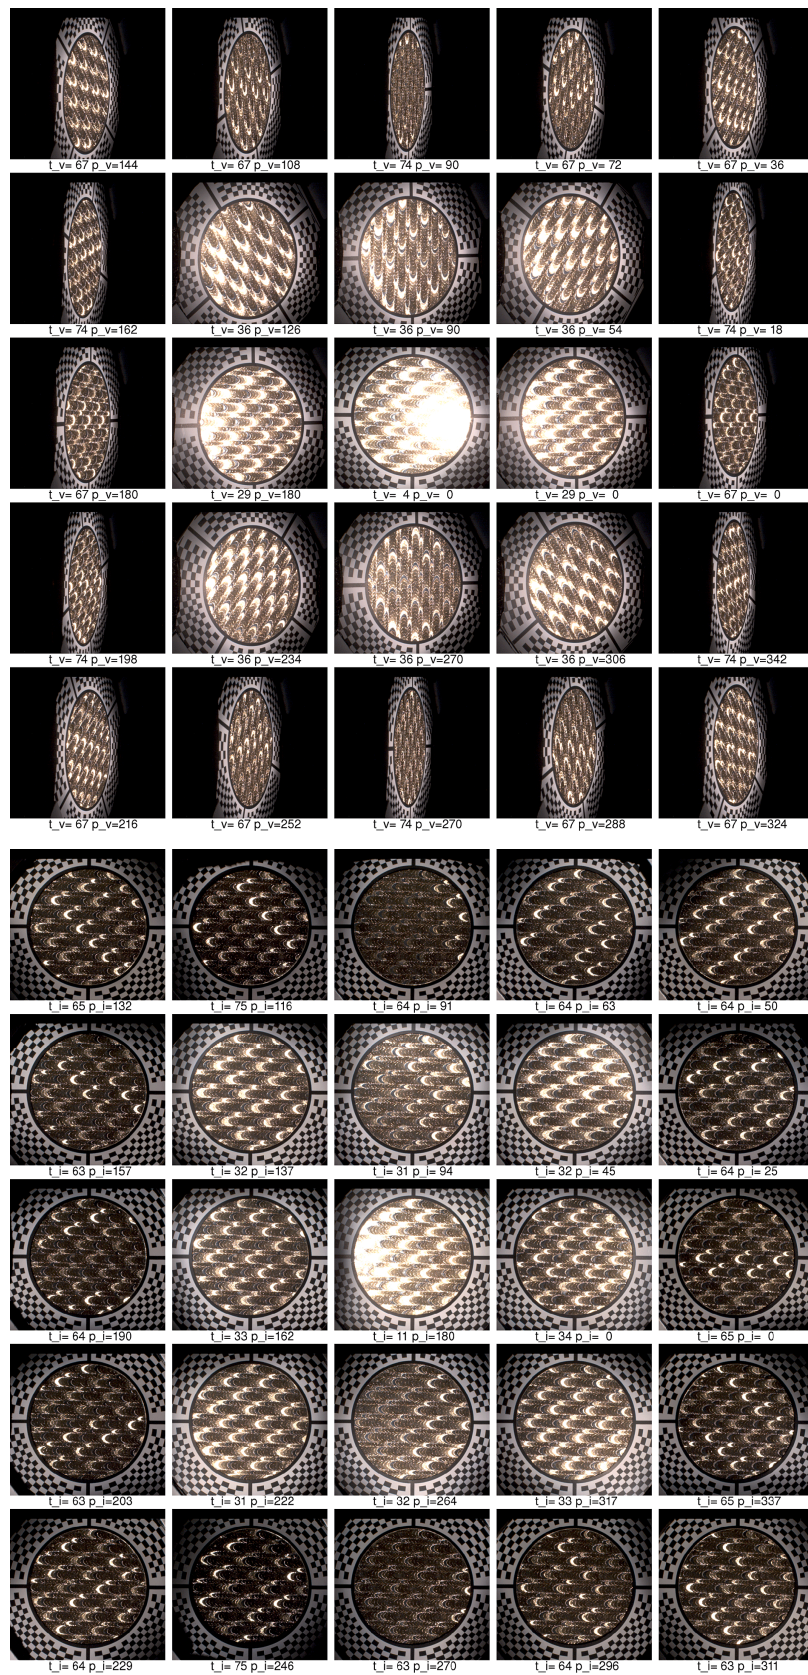 t_v= 67 p_v=144 t_v= 67 p_v=108 t_v= 74 p_v= 90 t_v= 67 p_v= 72 t_v= 67 p_v= 36
t_v= 74 p_v=162 t_v= 36 p_v=126 t_v= 36 p_v= 90 t_v= 36 p_v= 54 t_v= 74 p_v= 18
t_v= 67 p_v=180 t_v= 29 p_v=180 t_v= 4 p_v= 0 t_v= 29 p_v= 0 t_v= 67 p_v= 0
t_v= 74 p_v=198 t_v= 36 p_v=234 t_v= 36 p_v=270 t_v= 36 p_v=306 t_v= 74 p_v=342
t_v= 67 p_v=216 t_v= 67 p_v=252 t_v= 74 p_v=270 t_v= 67 p_v=288 t_v= 67 p_v=324
t_i= 65 p_i=132 t_i= 75 p_i=116 t_i= 64 p_i= 91 t_i= 64 p_i= 63 t_i= 64 p_i= 50
t_i= 63 p_i=157 t_i= 32 p_i=137 t_i= 31 p_i= 94 t_i= 32 p_i= 45 t_i= 64 p_i= 25
t_i= 64 p_i=190 t_i= 33 p_i=162 t_i= 11 p_i=180 t_i= 34 p_i= 0 t_i= 65 p_i= 0
t_i= 63 p_i=203 t_i= 31 p_i=222 t_i= 32 p_i=264 t_i= 33 p_i=317 t_i= 65 p_i=337
t_i= 64 p_i=229 t_i= 75 p_i=246 t_i= 63 p_i=270 t_i= 64 p_i=296 t_i= 63 p_i=311